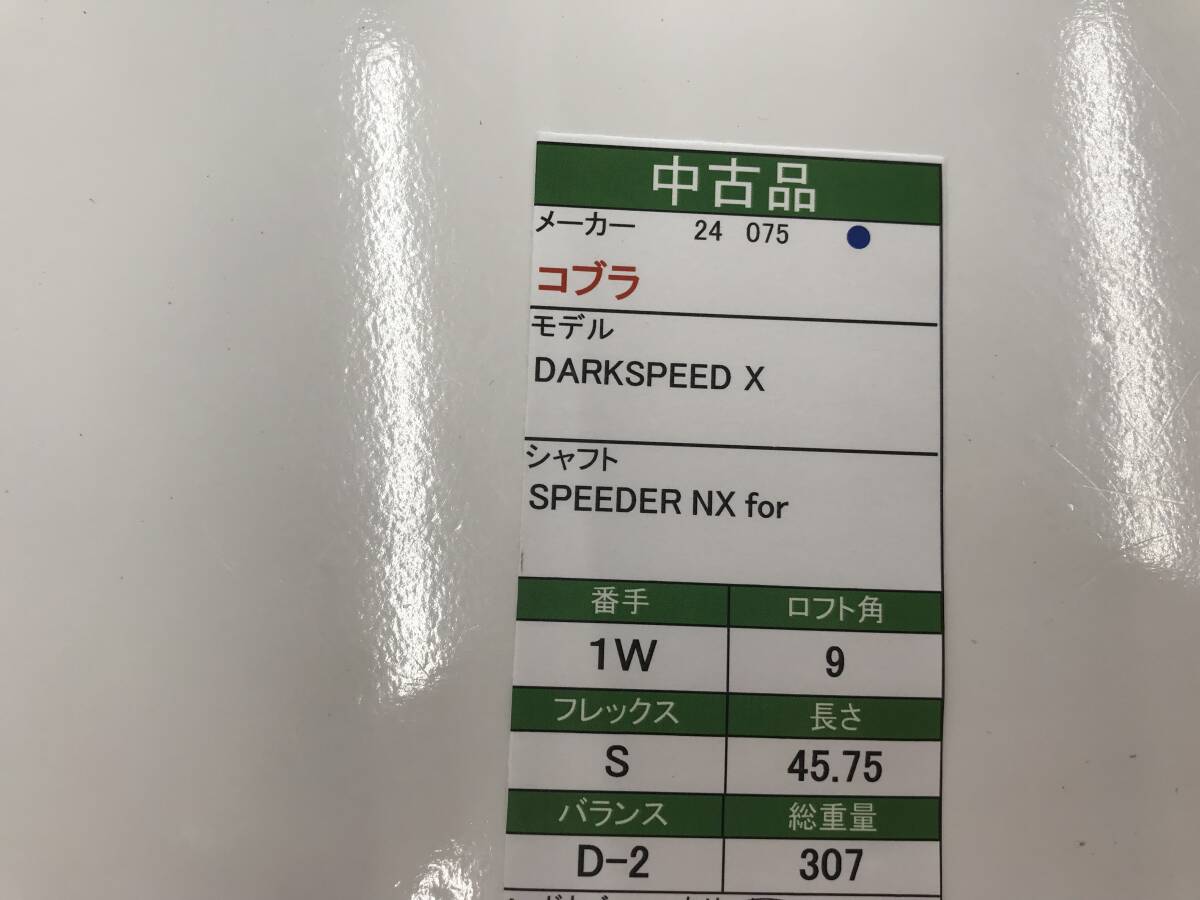 中古品
メーカー 24 075
コブラ
モデル
DARKSPEED X
シャフト
SPEEDER NX for
番手 ロフト角
1W 9
フレックス 長さ
S 45.75
バランス 総重量
D-2 307